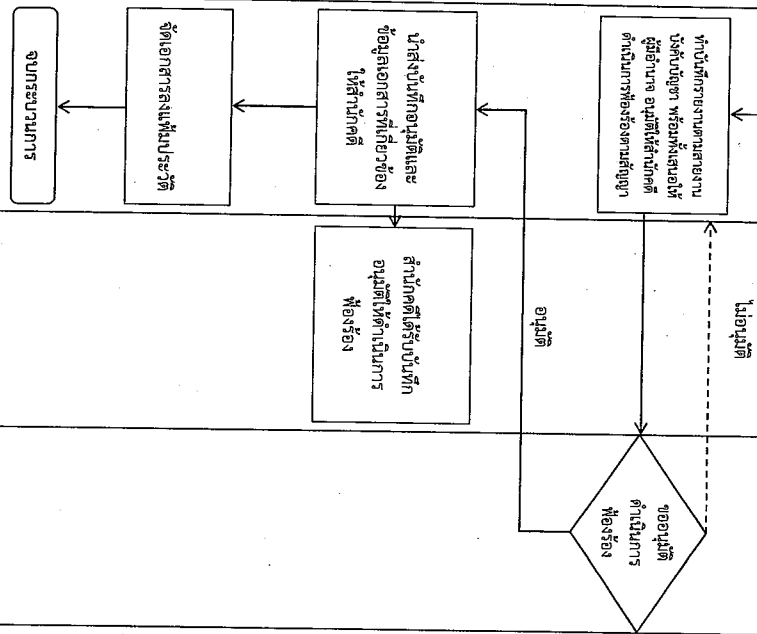 ทำบันทึกรายงานตามสายงาน
บังคับบัญชา พร้อมทั้งเสนอให้
ผู้มีอำนาจ อนุมัติให้สำนักคดี
ดำเนินการฟ้องร้องตามสัญญา
ไม่อนุมัติ
ขออนุมัติ
ดำเนินการ
ฟ้องร้อง
อนุมัติ
นำส่งบันทึกอนุมัติและ
ข้อมูลเอกสารที่เกี่ยวข้อง
ให้สำนักคดี
สำนักคดีได้รับบันทึก
อนุมัติให้ดำเนินการ
ฟ้องร้อง
จัดเอกสารลงแฟ้มประวัติ
จบกระบวนการ